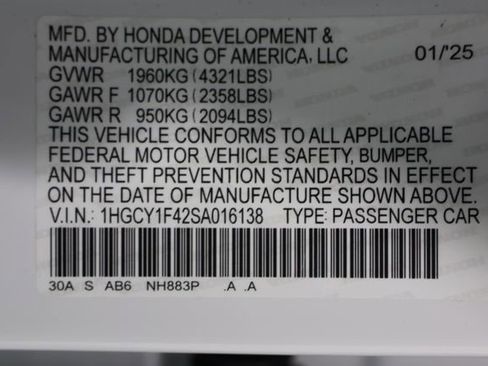 MFD. BY HONDA DEVELOPMENT &
MANUFACTURING OF AMERICA, LLC 01/'25
GVWR 1960KG (4321LBS)
GAWR F 1070KG (2358LBS)
GAWR R 950KG (2094LBS)
THIS VEHICLE CONFORMS TO ALL APPLICABLE
FEDERAL MOTOR VEHICLE SAFETY, BUMPER,
AND THEFT PREVENTION STANDARDS IN EFFECT
ON THE DATE OF MANUFACTURE SHOWN ABOVE.
V.I.N.: 1HGCY1F42SA016138 TYPE: PASSENGER CAR
30A S AB6 NH883P .A .A